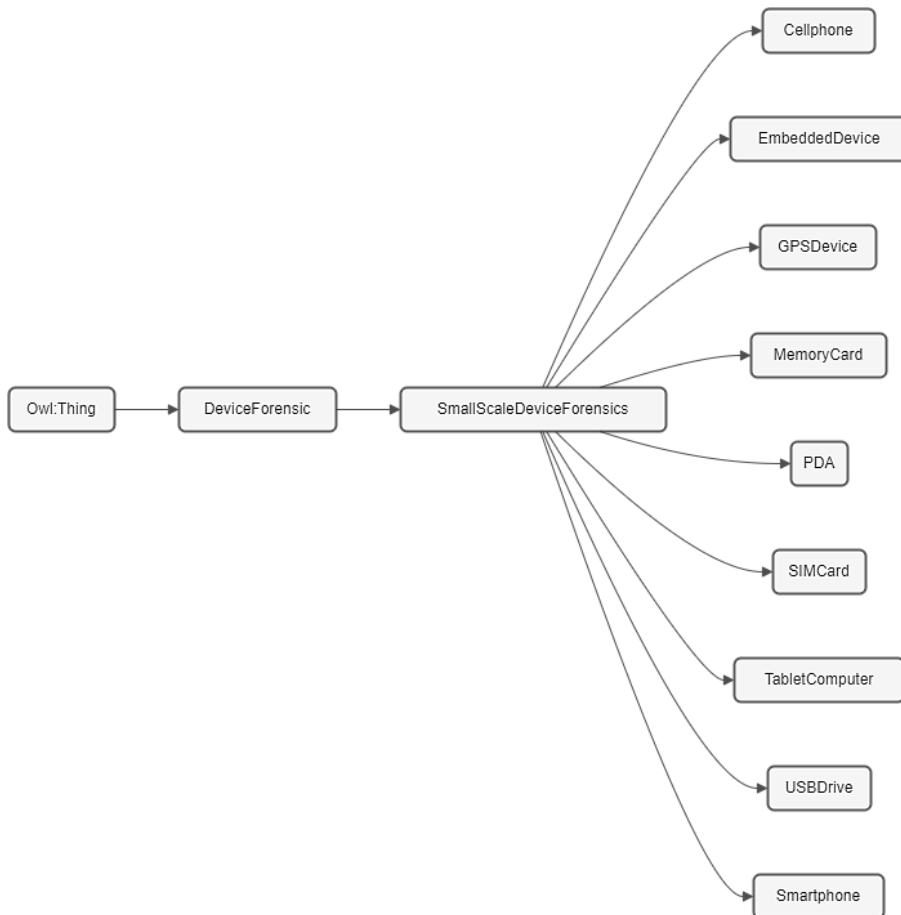 Cellphone
EmbeddedDevice
GPSDevice
MemoryCard
Owl:Thing
DeviceForensic
SmallScaleDeviceForensics
PDA
SIMCard
TabletComputer
USBDrive
Smartphone